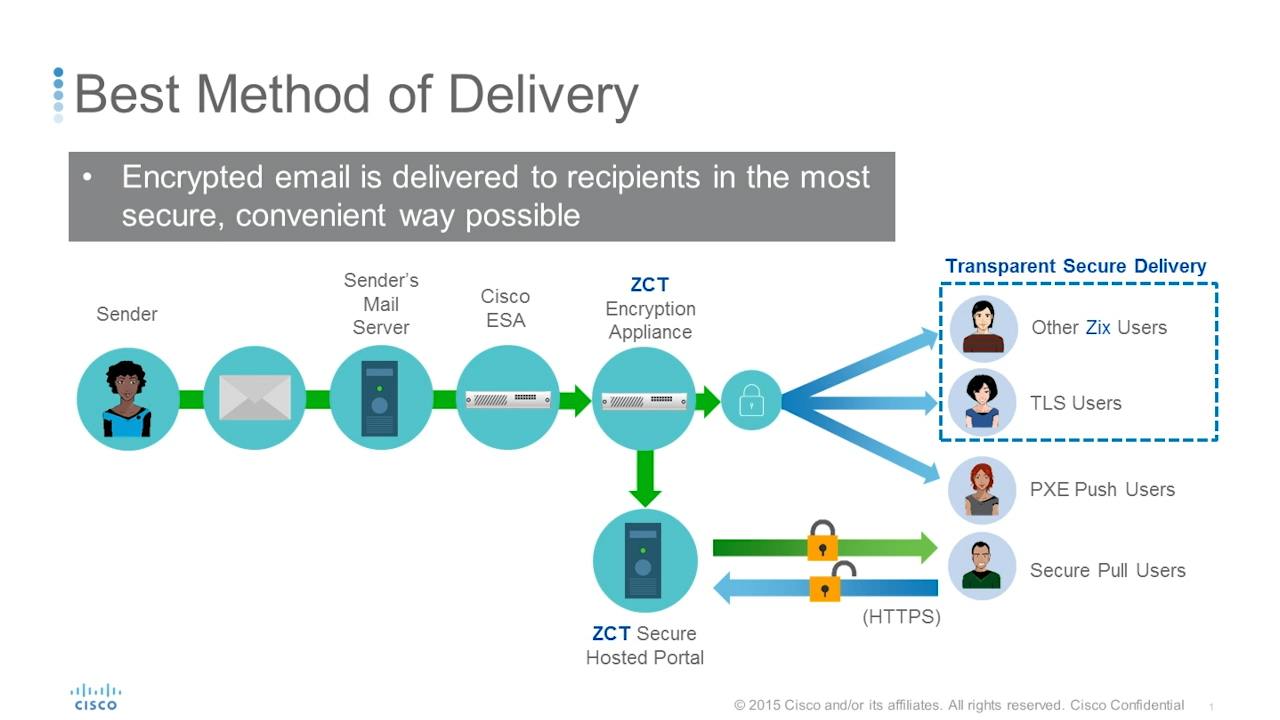 Best Method of Delivery
• Encrypted email is delivered to recipients in the most
secure, convenient way possible
Sender
Sender’s
Mail
Server
Cisco
ESA
ZCT
Encryption
Appliance
Transparent Secure Delivery
Other Zix Users
TLS Users
PXE Push Users
Secure Pull Users
(HTTPS)
ZCT Secure
Hosted Portal
CISCO
© 2015 Cisco and/or its affiliates. All rights reserved. Cisco Confidential
1